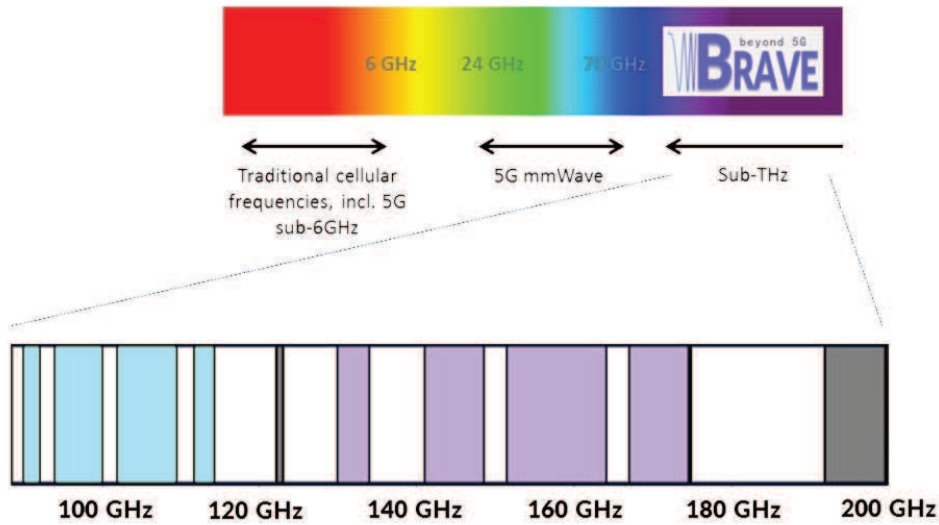 beyond 5G
BRAVE
6 GHz 24 GHz GHz
Traditional cellular
frequencies, incl. 5G
sub-6GHz
5G mmWave
Sub-THz
100 GHz 120 GHz 140 GHz 160 GHz 180 GHz 200 GHz